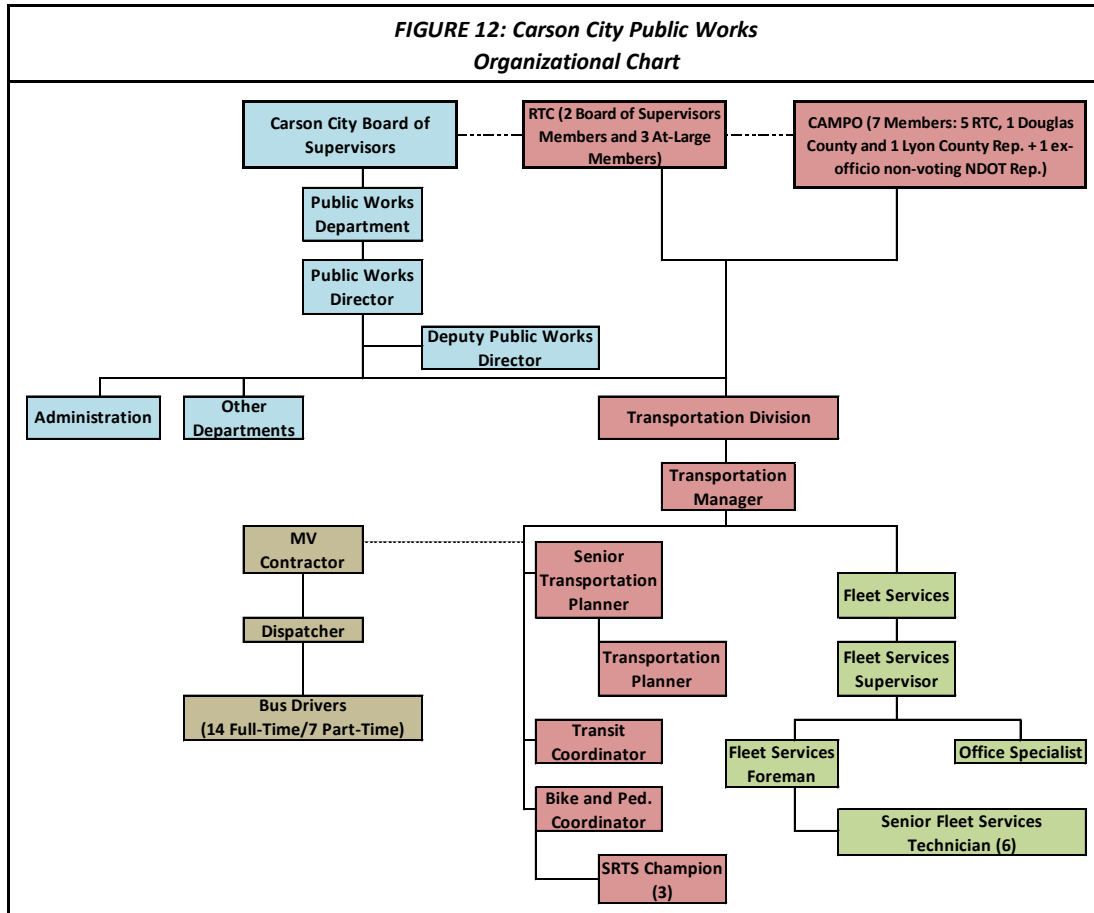 FIGURE 12: Carson City Public Works
Organizational Chart
Carson City Board of
Supervisors
RTC (2 Board of Supervisors
Members and 3 At-Large
Members)
CAMPO (7 Members: 5 RTC, 1 Douglas
County and 1 Lyon County Rep. + 1 ex-
officio non-voting NDOT Rep.)
Public Works
Department
Public Works
Director
Deputy Public Works
Director
Administration
Other
Departments
Transportation Division
Transportation
Manager
MV
Contractor
Dispatcher
Bus Drivers
(14 Full-Time/7 Part-Time)
Senior
Transportation
Planner
Transportation
Planner
Transit
Coordinator
Bike and Ped.
Coordinator
SRTS Champion
(3)
Fleet Services
Fleet Services
Supervisor
Fleet Services
Foreman
Office Specialist
Senior Fleet Services
Technician (6)